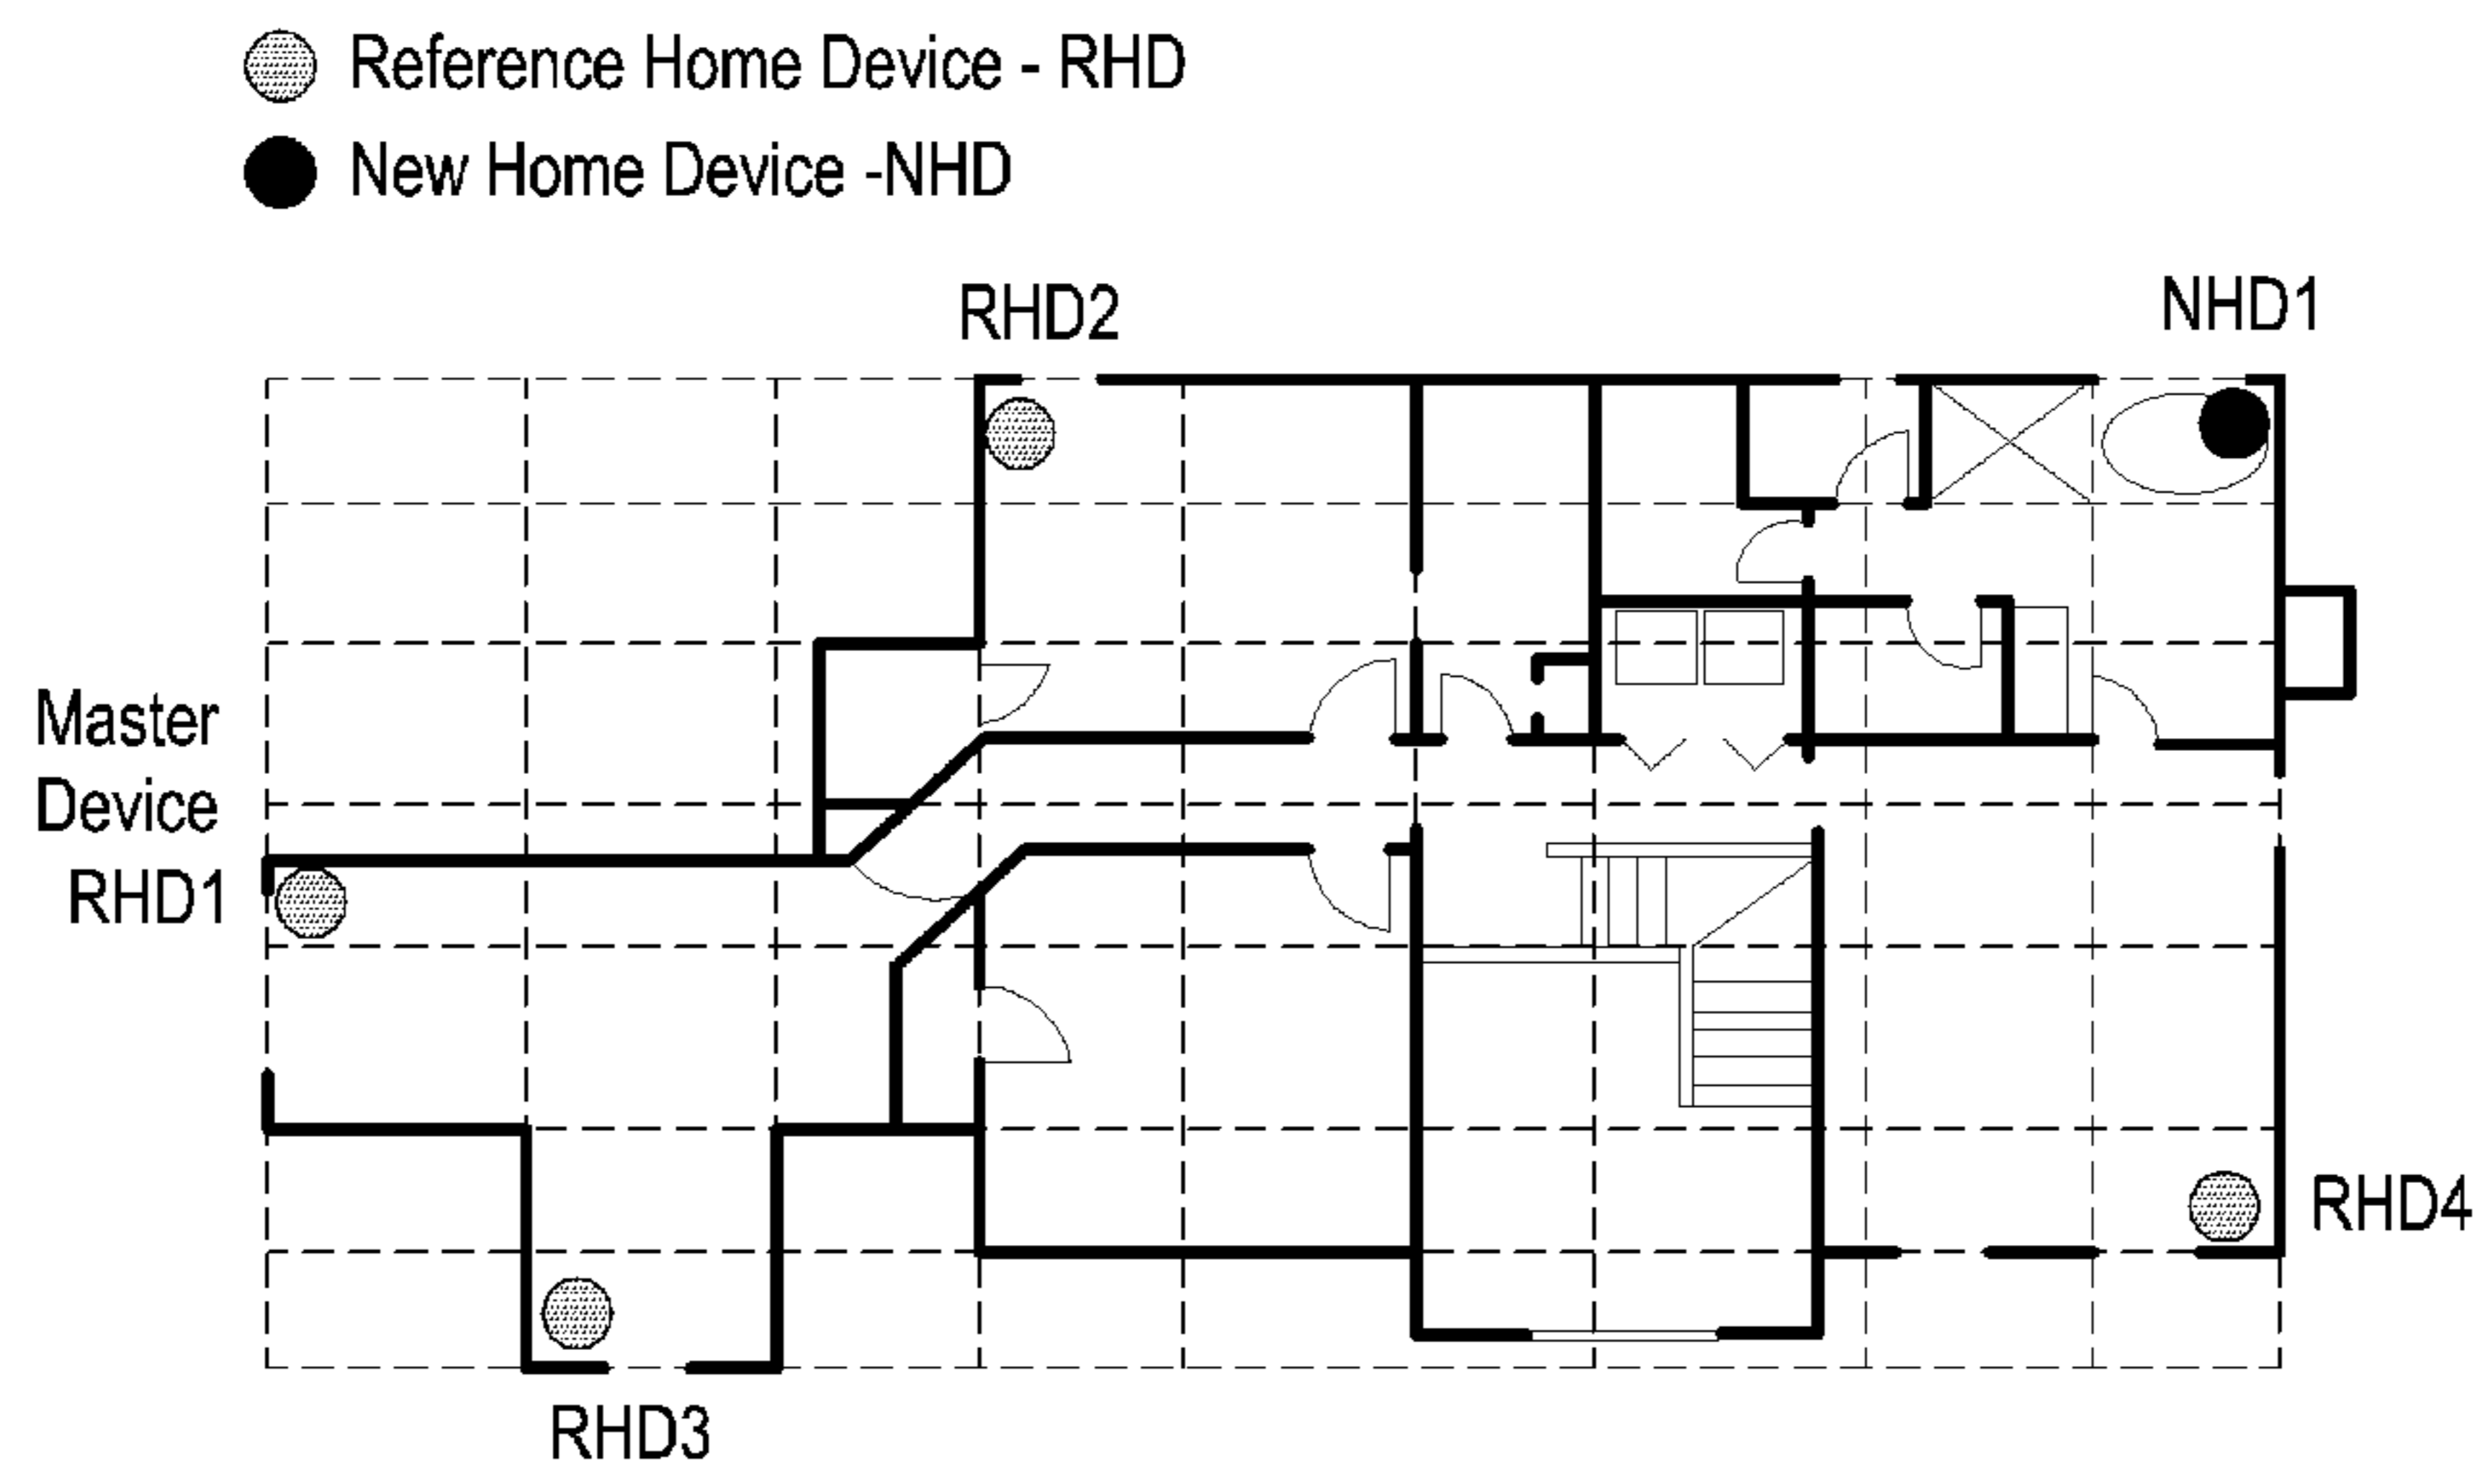 Reference Home Device - RHD
New Home Device -NHD
RHD2
NHD1
Master
Device
RHD1
RHD4
RHD3